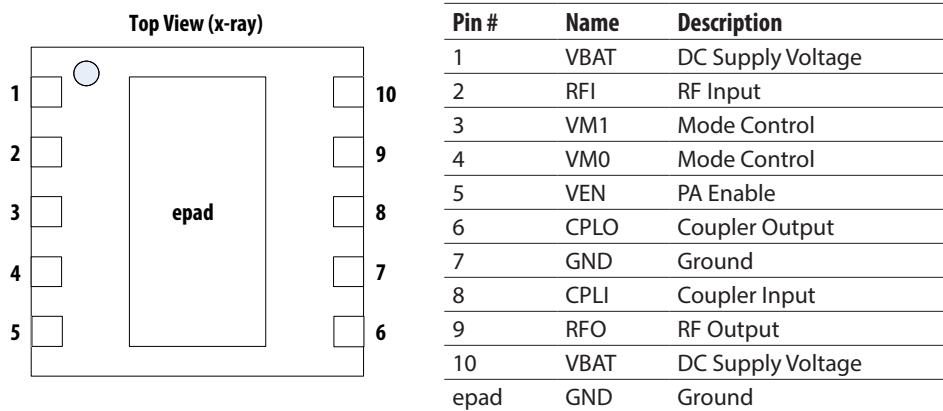 Top View (x-ray)
1
10
2
9
3
epad
8
4
7
5
6
Pin # Name Description
1 VBAT DC Supply Voltage
2 RFI RF Input
3 VM1 Mode Control
4 VM0 Mode Control
5 VEN PA Enable
6 CPLO Coupler Output
7 GND Ground
8 CPLI Coupler Input
9 RFO RF Output
10 VBAT DC Supply Voltage
epad GND Ground